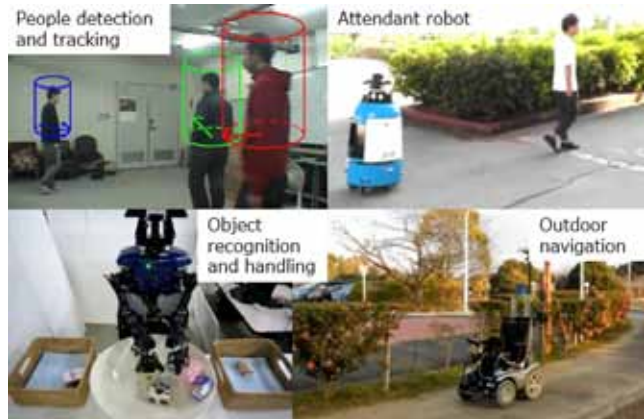 People detection
and tracking
Attendant robot
Object
recognition
and handling
Outdoor
navigation